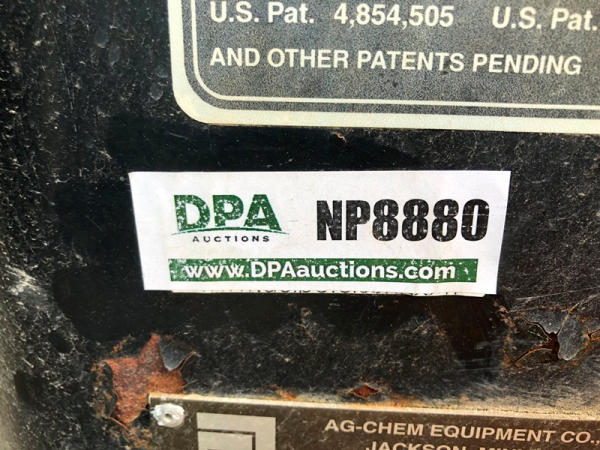 U.S. Pat. 4,854,505 U.S. Pat.
AND OTHER PATENTS PENDING
DPA NP8880
AUCTIONS
www.DPAauctions.com
AG-CHEM EQUIPMENT CO.,
JACKSON,